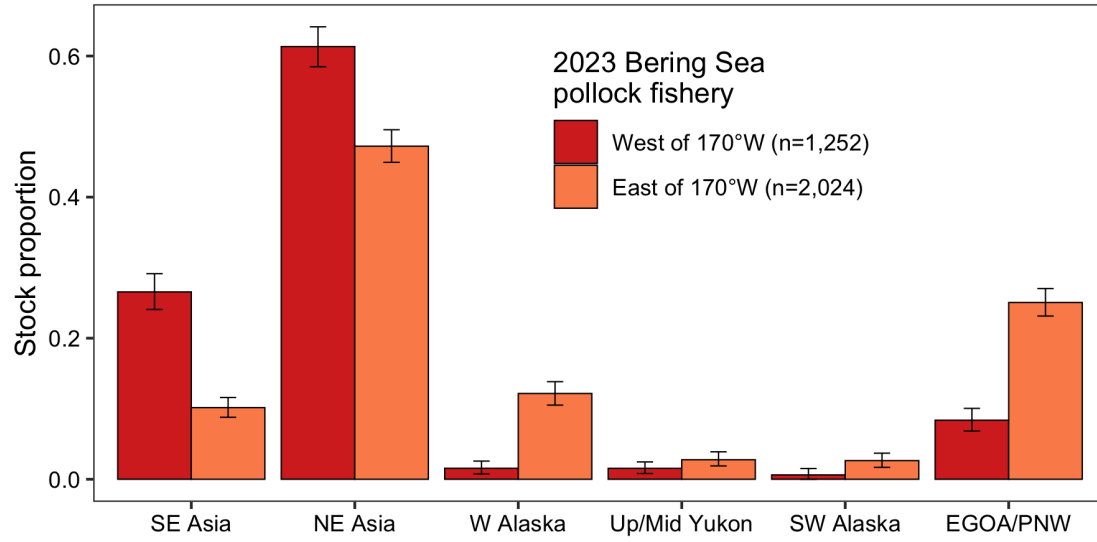 2023 Bering Sea
pollock fishery
West of 170°W (n=1,252)
East of 170°W (n=2,024)
Stock proportion
0.6
0.4
0.2
0.0
SE Asia
NE Asia
W Alaska
Up/Mid Yukon
SW Alaska
EGOA/PNW